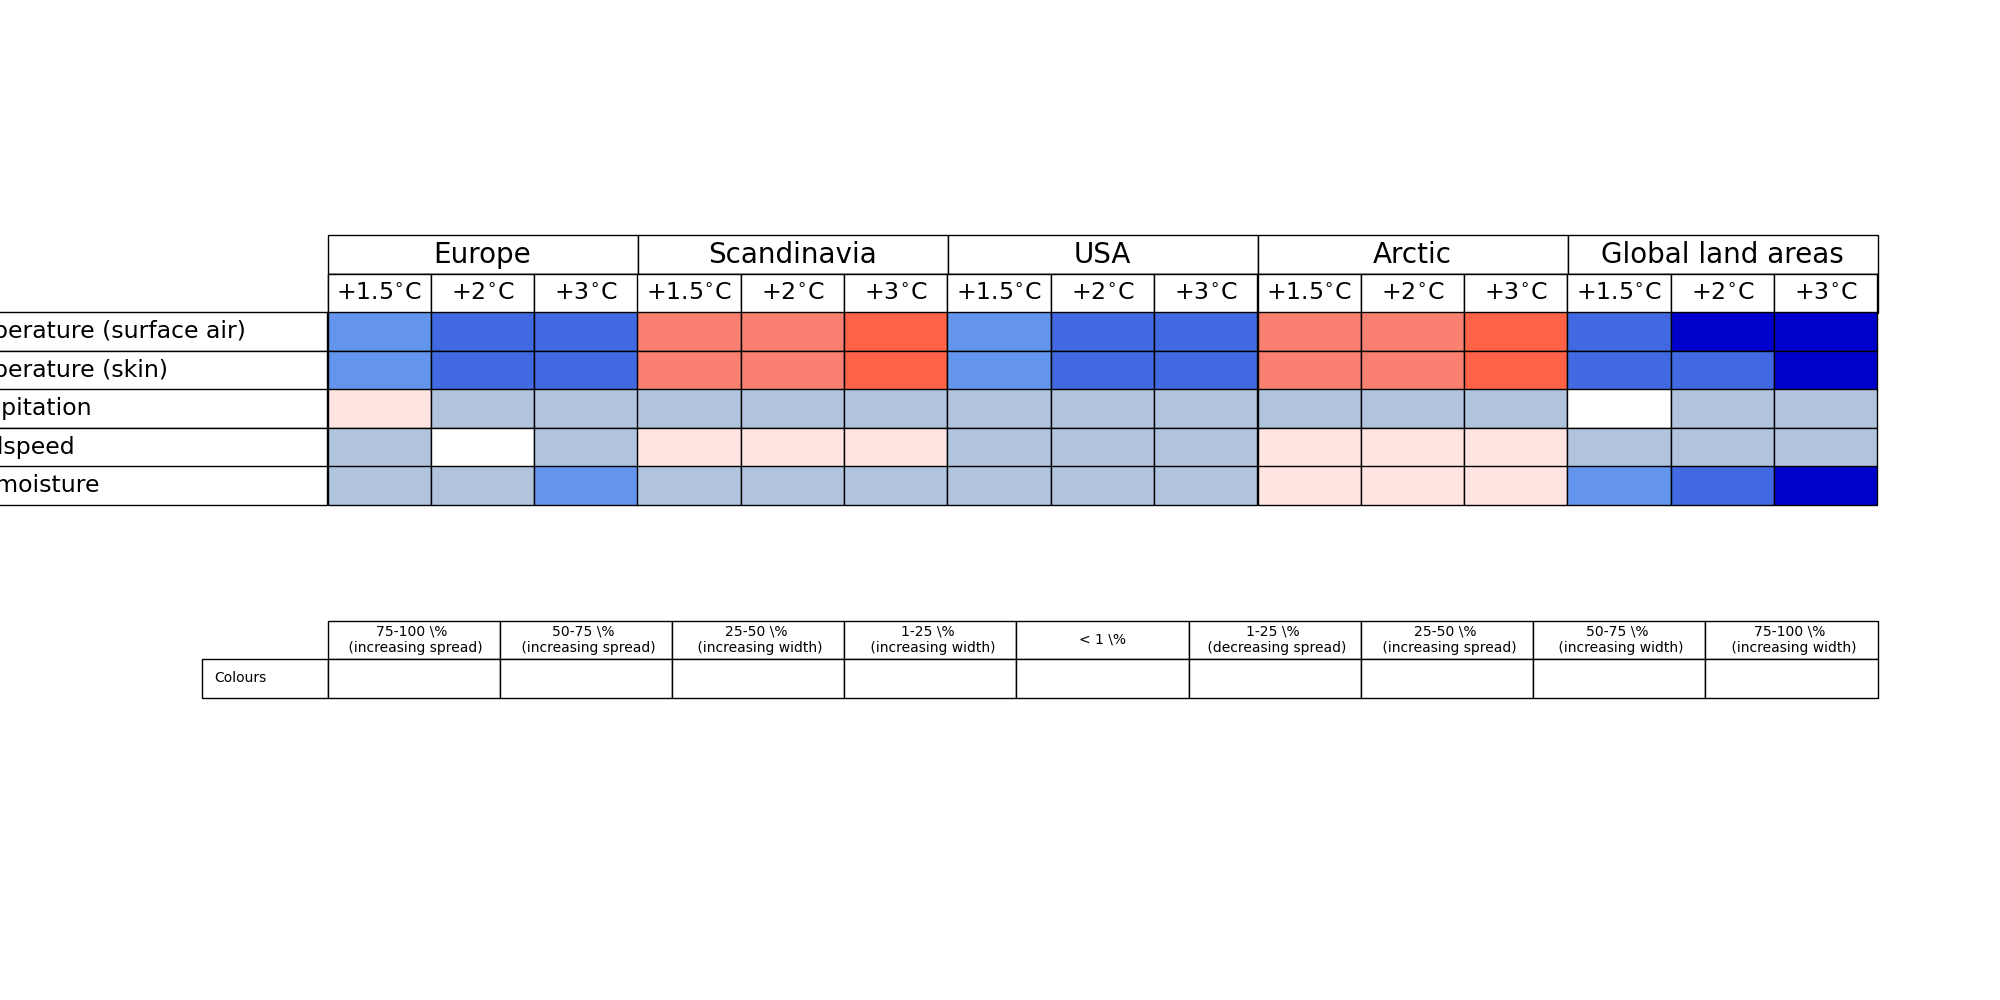 Europe Scandinavia USA Arctic Global land areas
+1.5°C +2°C +3°C +1.5°C +2°C +3°C +1.5°C +2°C +3°C +1.5°C +2°C +3°C +1.5°C +2°C +3°C
perature (surface air)
perature (skin)
pitation
lspeed
moisture
75-100 \% 50-75 \% 25-50 \% 1-25 \% < 1 \% 1-25 \% 25-50 \% 50-75 \% 75-100 \%
(increasing spread) (increasing spread) (increasing width) (increasing width) (decreasing spread) (increasing spread) (increasing width) (increasing width)
Colours